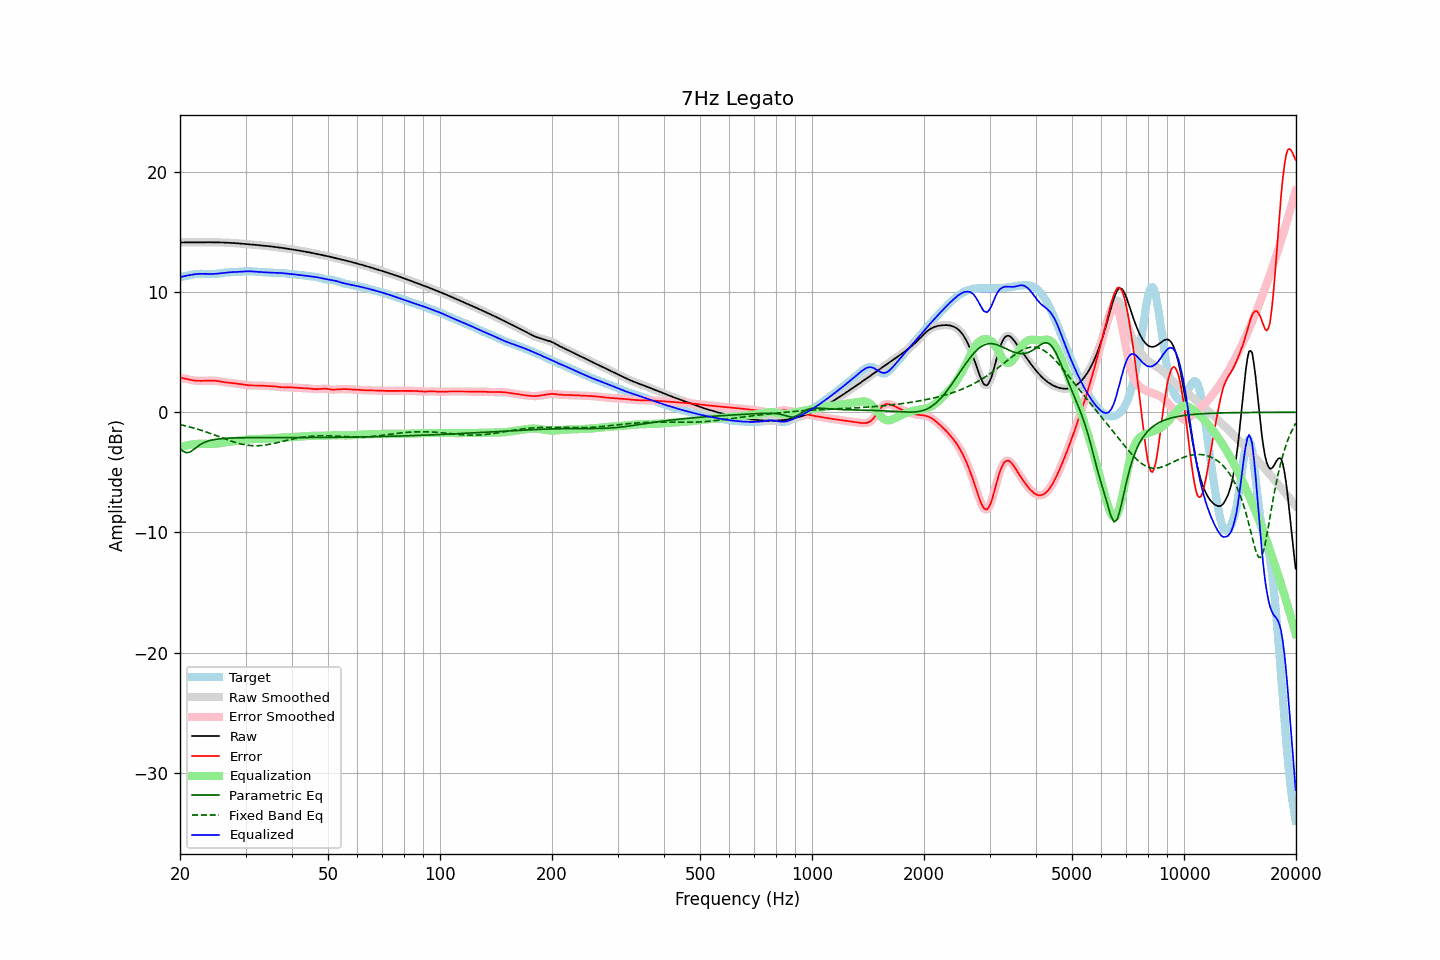 7Hz Legato
20
10
0
−10
−20
−30
Amplitude (dBr)
Target
Raw Smoothed
Error Smoothed
Raw
Error
Equalization
Parametric Eq
Fixed Band Eq
Equalized
20 50 100 200 500 1000 2000 5000 10000 20000
Frequency (Hz)